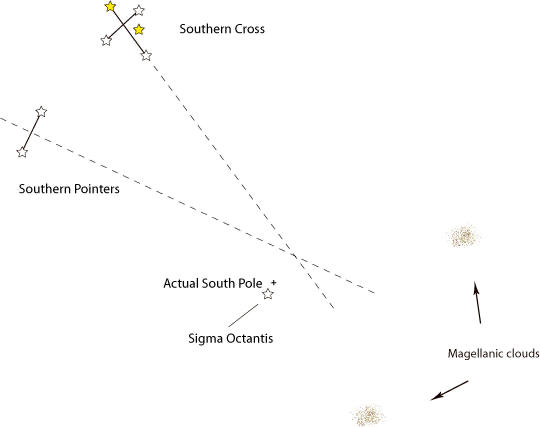 Southern Cross
Southern Pointers
Actual South Pole +
Sigma Octantis
Magellanic clouds